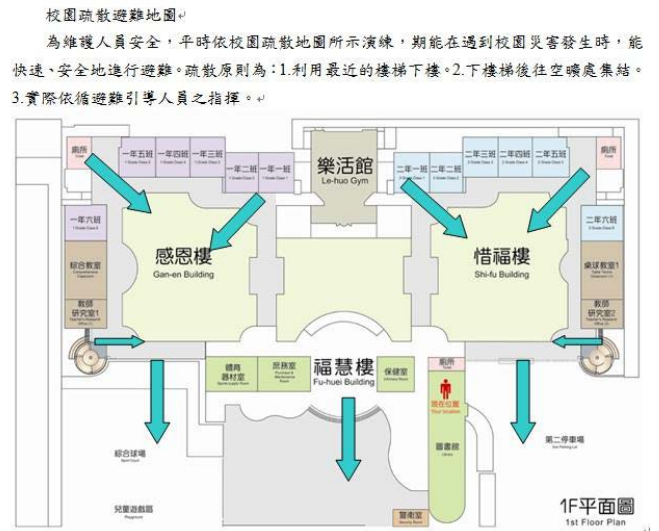 校園疏散避難地圖
為維護人員安全，平時依校園疏散地圖所示演練，期能在遇到校園災害發生時，能
快速、安全地進行避難。疏散原則為：1.利用最近的樓梯下樓。2.下樓梯後往空曠處集結。
3.實際依循避難引導人員之指揮。
廁所
Toilet
一年五班
一年四班
一年三班
一年二班
一年一班
樂活館
Le-huo Gym
二年一班
二年二班
二年三班
二年四班
二年五班
廁所
Toilet
一年六班
二年六班
感恩樓
Gan-en Building
惜福樓
Shi-fu Building
綜合教室
桌球教室1
教師
研究室1
教師
研究室2
體育
器材室
庶務室
福慧樓
Fu-huei Building
保健室
廁所
現在位置
Your location
圖書館
Library
綜合球場
第二停車場
兒童遊戲區
Playground
警衛室
1F平面圖
1st Floor Plan